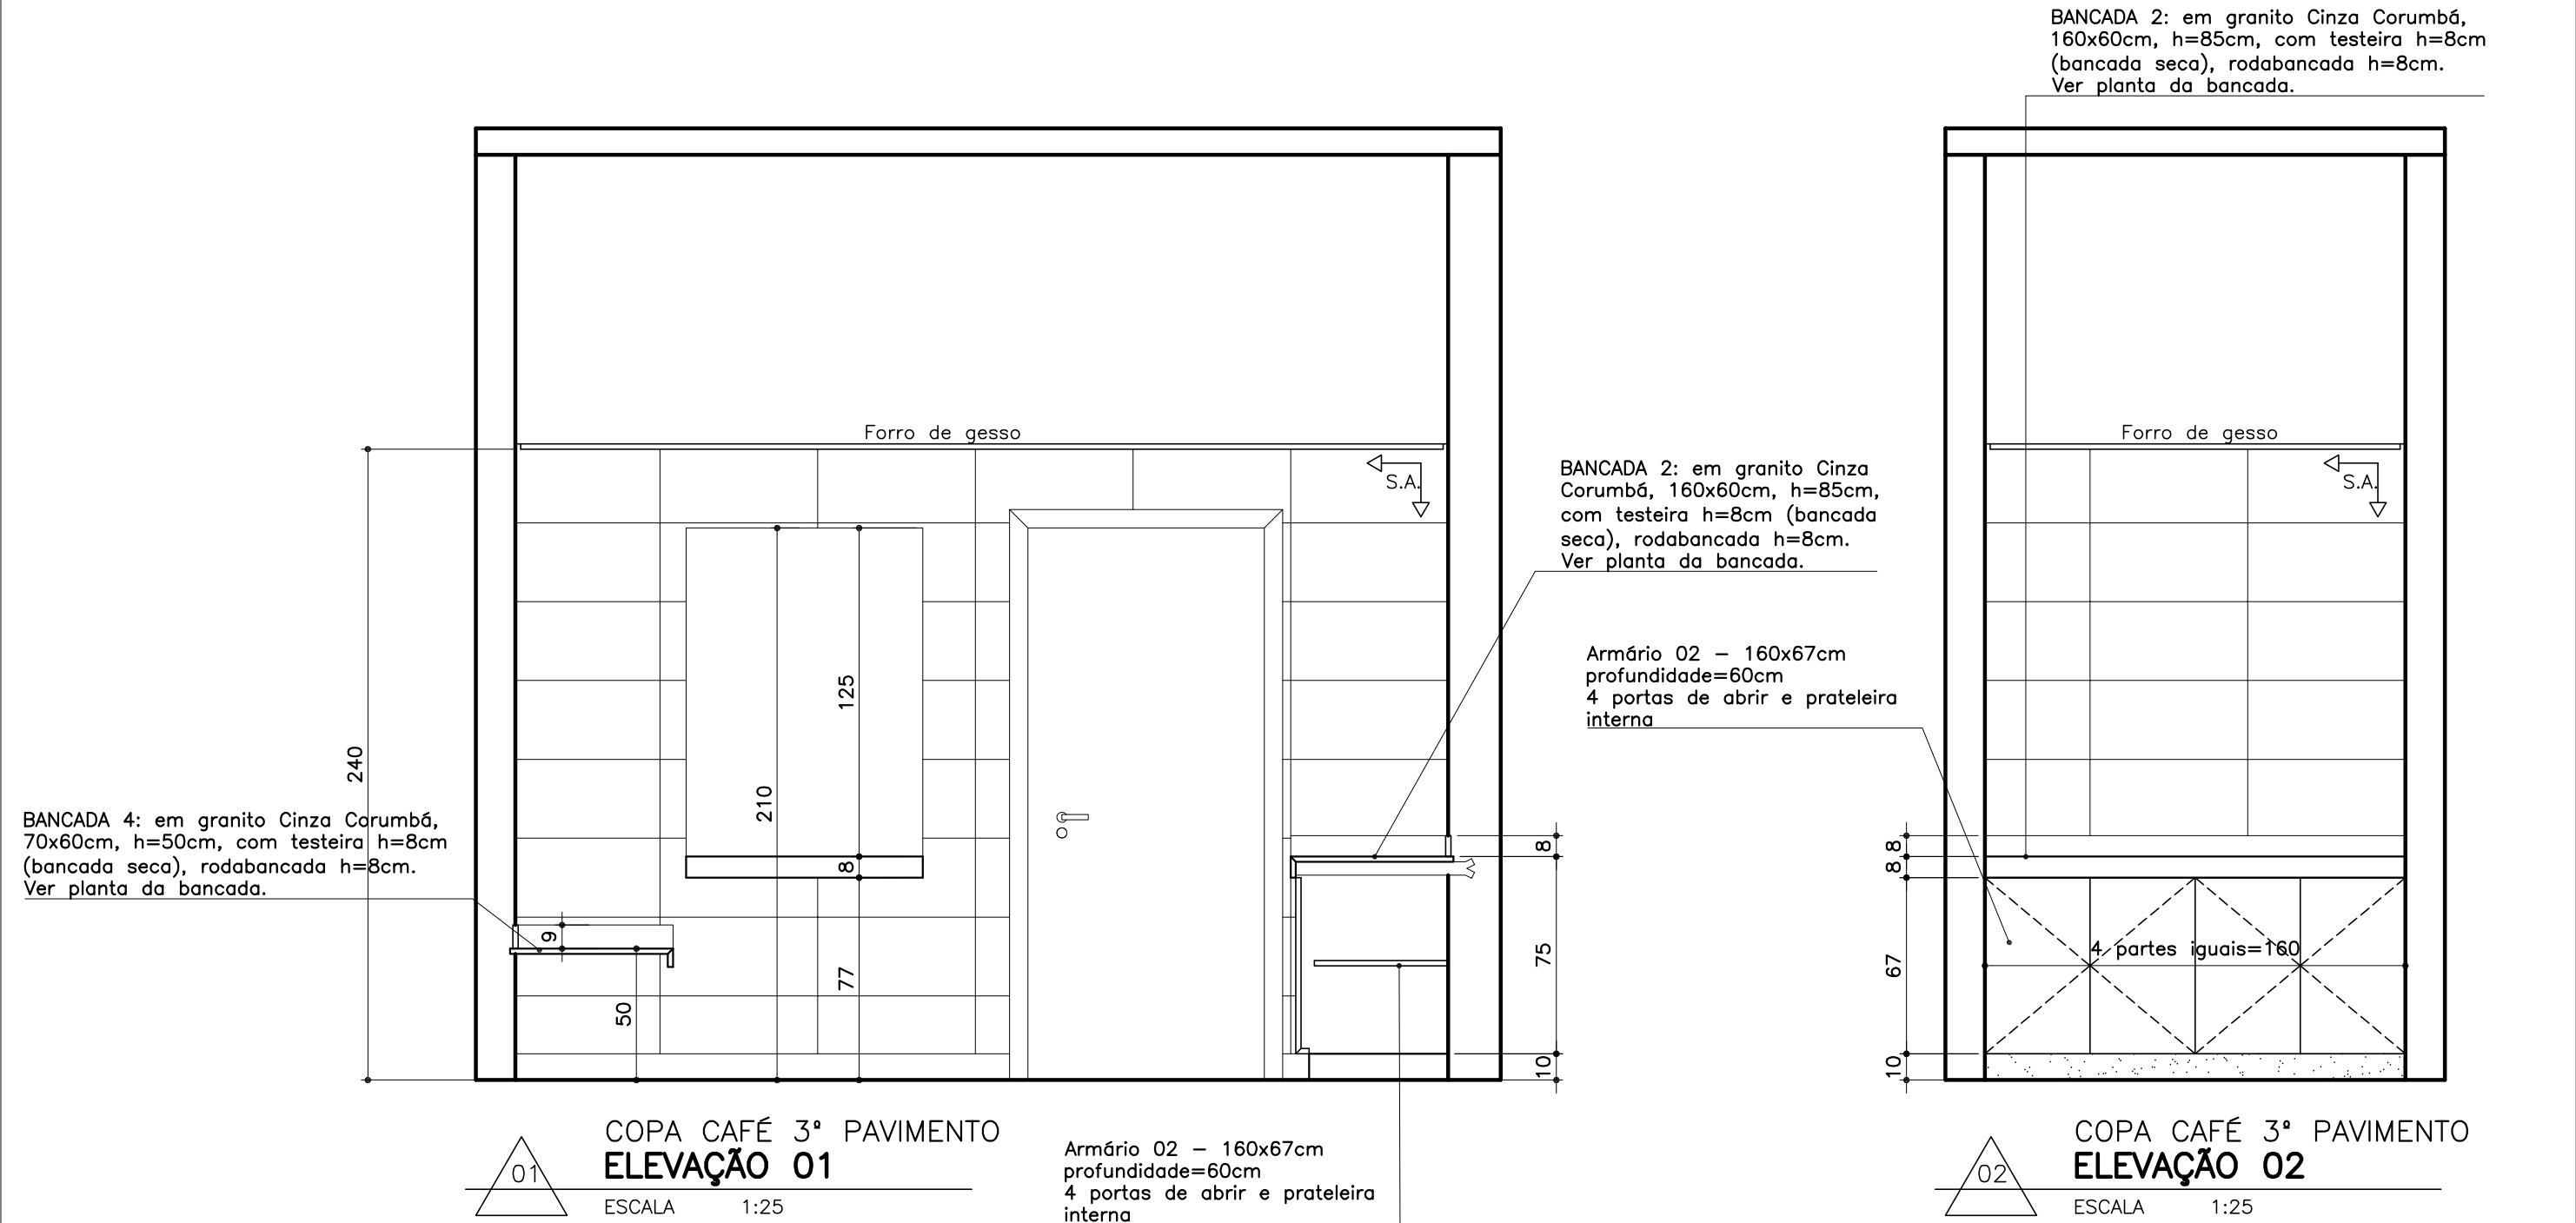 BANCADA 2: em granito Cinza Corumbá,
160x60cm, h=85cm, com testeira h=8cm
(bancada seca), rodabancada h=8cm.
Ver planta da bancada.
Forro de gesso
S.A.
BANCADA 2: em granito Cinza
Corumbá, 160x60cm, h=85cm,
com testeira h=8cm (bancada
seca), rodabancada h=8cm.
Ver planta da bancada.
Armário 02 – 160x67cm
profundidade=60cm
4 portas de abrir e prateleira
interna
240
BANCADA 4: em granito Cinza Corumbá,
70x60cm, h=50cm, com testeira h=8cm
(bancada seca), rodabancada h=8cm.
Ver planta da bancada.
125
210
8
77
9
50
8
75
10
Forro de gesso
S.A.
8
8
67
10
4 partes iguais=160
01
COPA CAFÉ 3º PAVIMENTO
ELEVAÇÃO 01
ESCALA 1:25
Armário 02 – 160x67cm
profundidade=60cm
4 portas de abrir e prateleira
interna
02
COPA CAFÉ 3º PAVIMENTO
ELEVAÇÃO 02
ESCALA 1:25